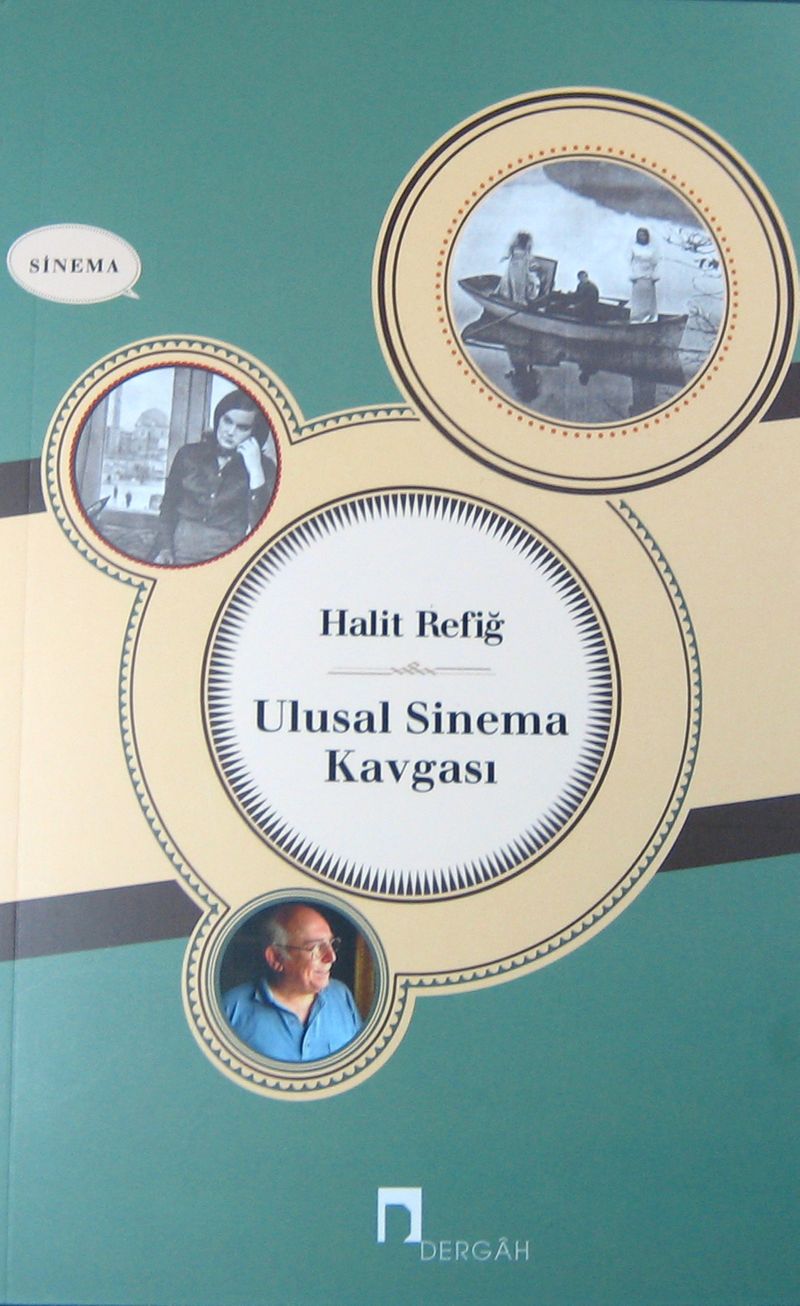 SİNEMA
Halit Refiğ
Ulusal Sinema
Kavgası
DERGÂH